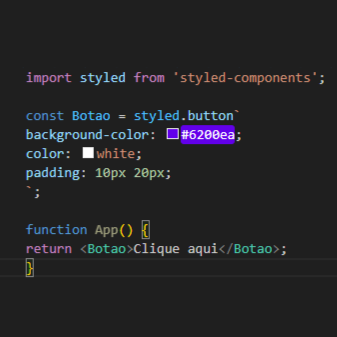 import styled from 'styled-components';
const Botao = styled.button`
background-color: #6200ea;
color: white;
padding: 10px 20px;
`;
function App() {
return <Botao>Clique aqui</Botao>;
}